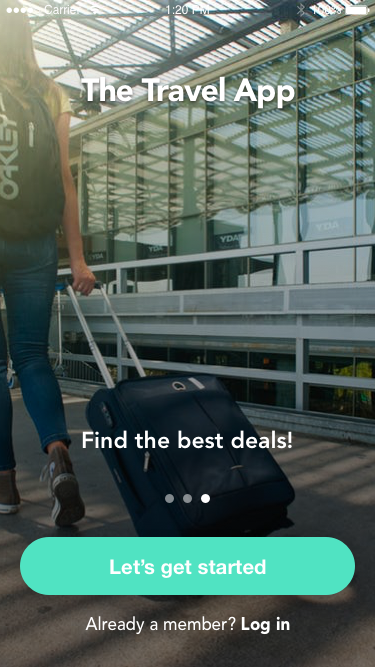 Carrier 1:20 PM 100%
The Travel App
OAKLEY
YDA
YDA
Find the best deals!
Let's get started
Already a member? Log in